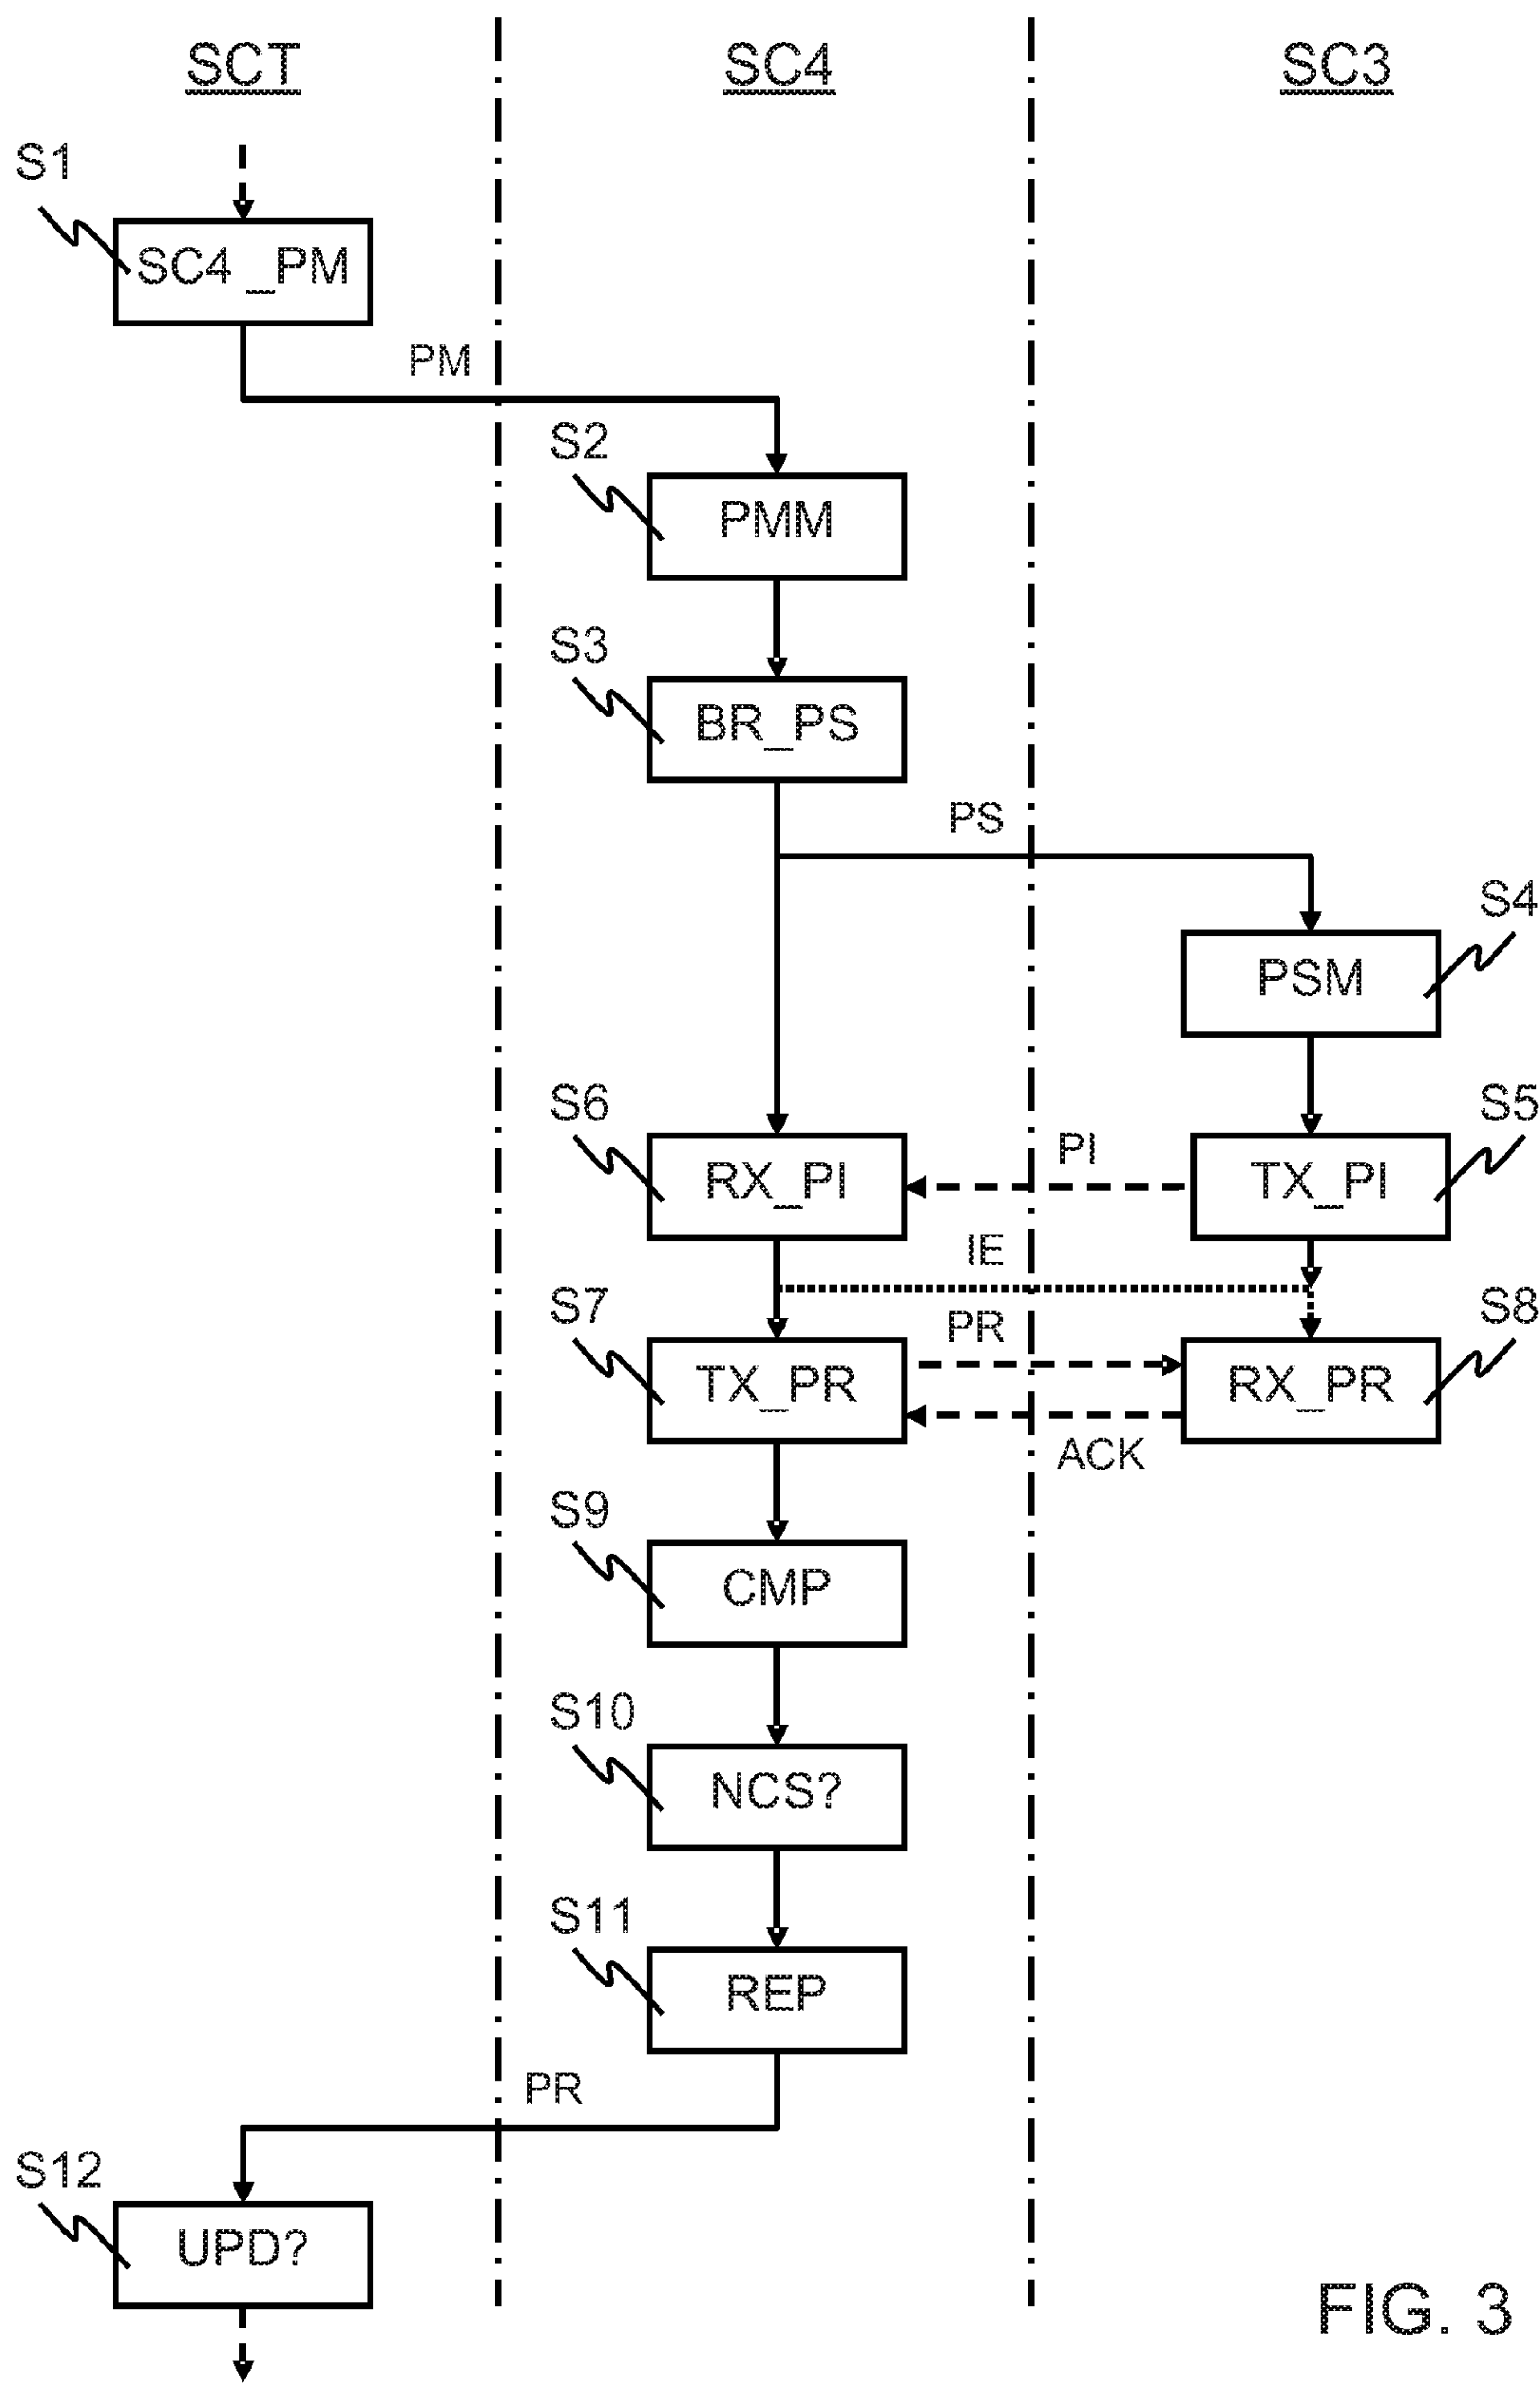 SCT SC4 SC3
S1
SC4 _PM
PM
S2
PMM
S3
BR_PS
PS
S4
PSM
S6
RX_PI
PI
S5
TX_PI
IE
S7
TX_PR
PR
S8
RX_PR
ACK
S9
CMP
S10
NCS?
S11
REP
PR
S12
UPD?
FIG. 3